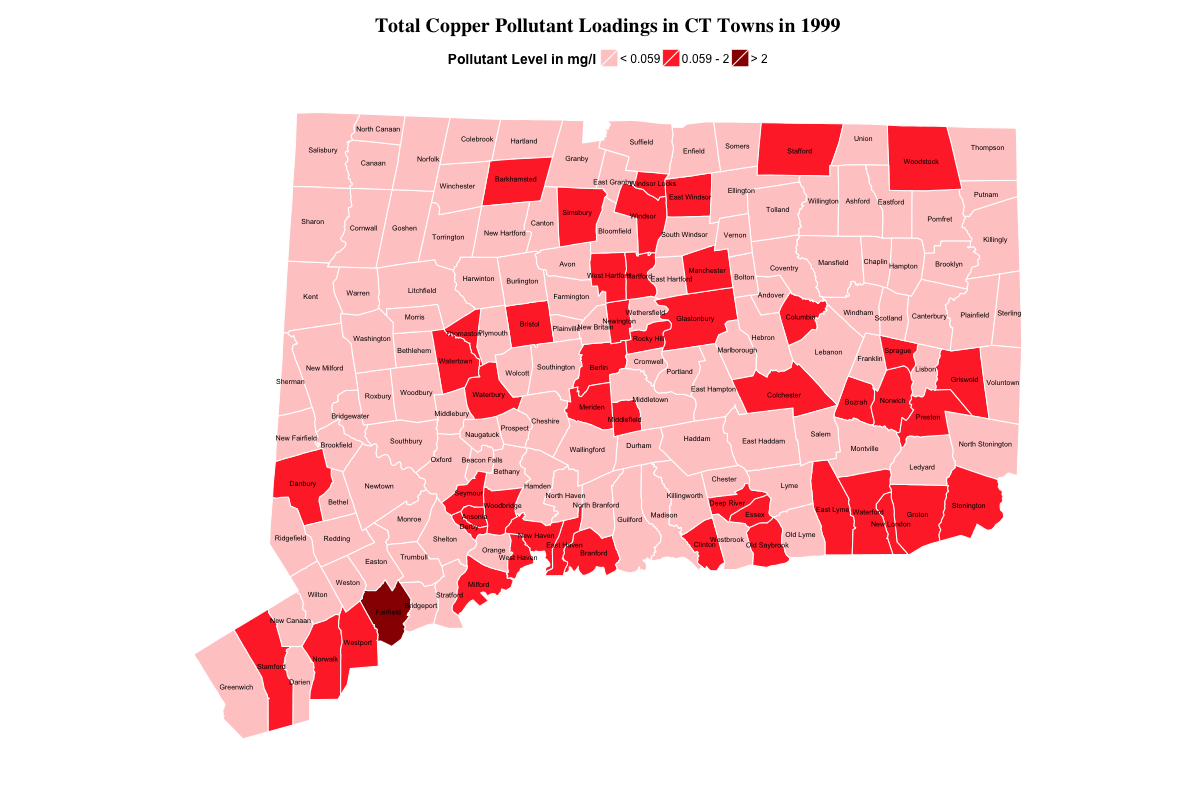 Total Copper Pollutant Loadings in CT Towns in 1999
Pollutant Level in mg/l < 0.059 0.059 - 2 > 2
North Canaan
Colebrook
Hartland
Suffield
Union
Salisbury
Canaan
Norfolk
Granby
Enfield
Somers
Stafford
Woodstock
Thompson
Winchester
Barkhamsted
East Granby
Windsor Locks
East Windsor
Ellington
Putnam
Sharon
Cornwall
Goshen
Torrington
New Hartford
Canton
Simsbury
Bloomfield
Windsor
South Windsor
Vernon
Tolland
Willington
Ashford
Eastford
Pomfret
Killingly
Kent
Warren
Litchfield
Harwinton
Burlington
Avon
Farmington
West Hartford
Hartford
East Hartford
Manchester
Bolton
Coventry
Andover
Mansfield
Chaplin
Hampton
Brooklyn
Morris
Thomaston
Plymouth
Bristol
Plainville
New Britain
Newington
Wethersfield
Rocky Hill
Glastonbury
Hebron
Columbia
Windham
Scotland
Canterbury
Plainfield
Sterling
Washington
Bethlehem
Watertown
Wolcott
Southington
Berlin
Cromwell
Portland
Marlborough
Lebanon
Franklin
Sprague
Lisbon
Griswold
Voluntown
Sherman
New Milford
Roxbury
Woodbury
Waterbury
Middlebury
Cheshire
Meriden
Middletown
Middlefield
East Hampton
Colchester
Bozrah
Norwich
Preston
Bridgewater
New Fairfield
Brookfield
Southbury
Naugatuck
Prospect
Oxford
Beacon Falls
Bethany
Wallingford
Durham
Haddam
East Haddam
Salem
Montville
Ledyard
North Stonington
Danbury
Bethel
Newtown
Monroe
Seymour
Woodbridge
Ansonia
Derby
Hamden
North Haven
North Branford
Guilford
Madison
Killingworth
Chester
Deep River
Essex
Lyme
East Lyme
Waterford
New London
Groton
Stonington
Ridgefield
Redding
Easton
Trumbull
Shelton
Orange
West Haven
New Haven
East Haven
Branford
Clinton
Westbrook
Old Saybrook
Old Lyme
Wilton
Weston
Fairfield
Bridgeport
Stratford
Milford
New Canaan
Westport
Norwalk
Stamford
Darien
Greenwich